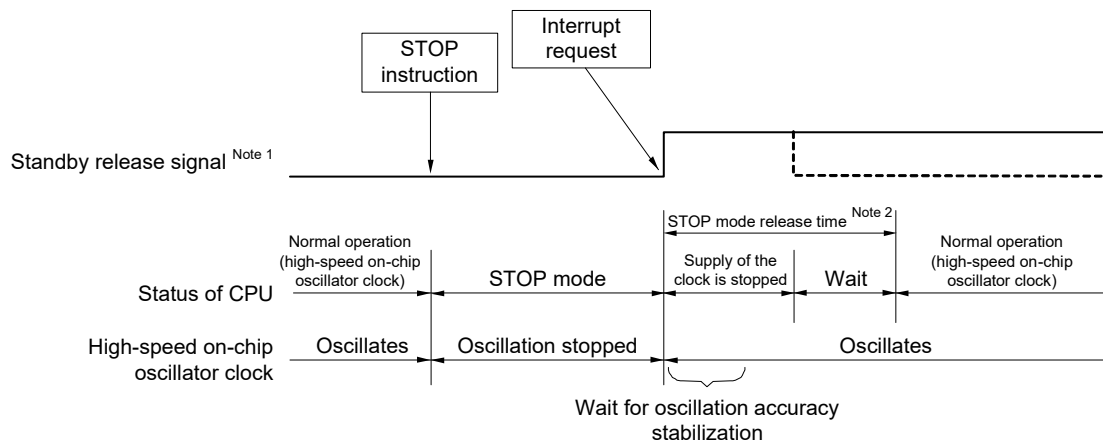 STOP
instruction
Interrupt
request
Standby release signal Note 1
STOP mode release time Note 2
Normal operation
(high-speed on-chip
oscillator clock)
Supply of the
clock is stopped
Normal operation
(high-speed on-chip
oscillator clock)
Status of CPU
STOP mode
Wait
High-speed on-chip
oscillator clock
Oscillates
Oscillation stopped
Oscillates
Wait for oscillation accuracy
stabilization